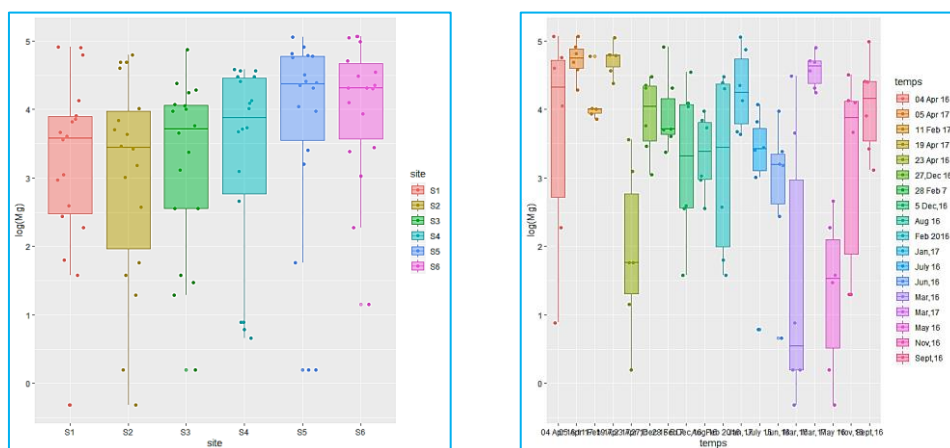 5
4
3
2
1
0
log(Mg)
S1 S2 S3 S4 S5 S6
site
site
S1
S2
S3
S4
S5
S6
5
4
3
2
1
0
log(Mg)
temps
temps
04 Apr 16
05 Apr 17
11 Feb 17
19 Apr 17
23 Apr 16
27,Dec 16
28 Feb 7
5 Dec,16
Aug 16
Feb 2016
Jan,17
July 16
Jun,16
Mar,16
Mar,17
May 16
Nov,16
Sept,16